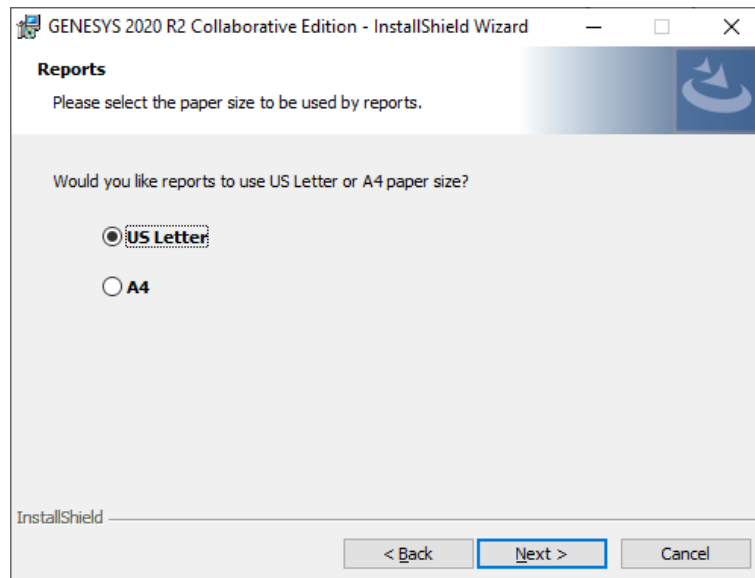 GENESYS 2020 R2 Collaborative Edition - InstallShield Wizard
Reports
Please select the paper size to be used by reports.
Would you like reports to use US Letter or A4 paper size?
US Letter
A4
InstallShield
< Back Next > Cancel